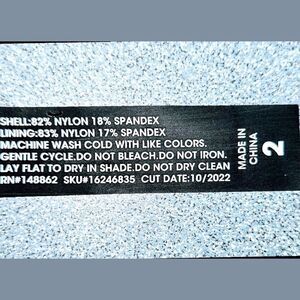 SHELL:82% NYLON 18% SPANDEX
LINING:83% NYLON 17% SPANDEX
MACHINE WASH COLD WITH LIKE COLORS.
GENTLE CYCLE.DO NOT BLEACH.DO NOT IRON.
LAY FLAT TO DRY IN SHADE.DO NOT DRY CLEAN
RN#148862 SKU#16246835 CUT DATE:10/2022
MADE IN
CHINA
2